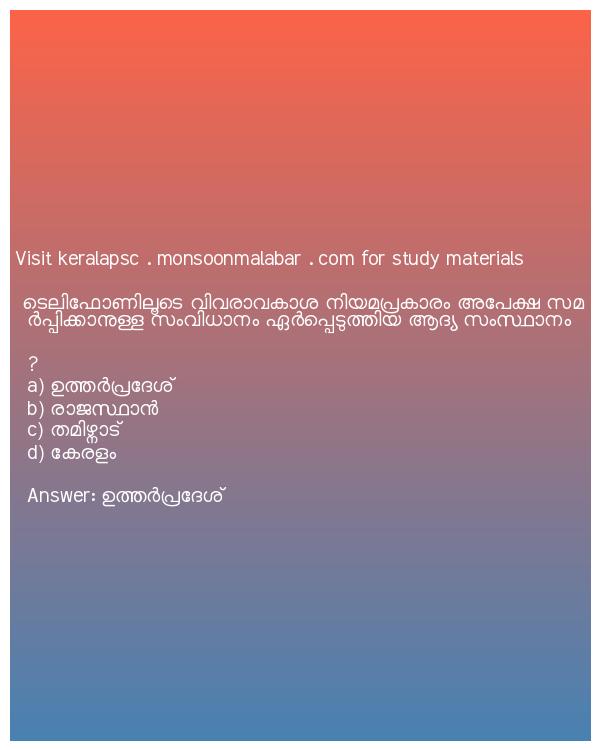 Visit keralapsc . monsoonmalabar . com for study materials
ടെലിഫോണിലൂടെ വിവരാവകാശ നിയമപ്രകാരം അപേക്ഷ സമ
ർപ്പിക്കാനുള്ള സംവിധാനം ഏർപ്പെടുത്തിയ ആദ്യ സംസ്ഥാനം
?
a) ഉത്തർപ്രദേശ്
b) രാജസ്ഥാൻ
c) തമിഴ്നാട്
d) കേരളം
Answer: ഉത്തർപ്രദേശ്